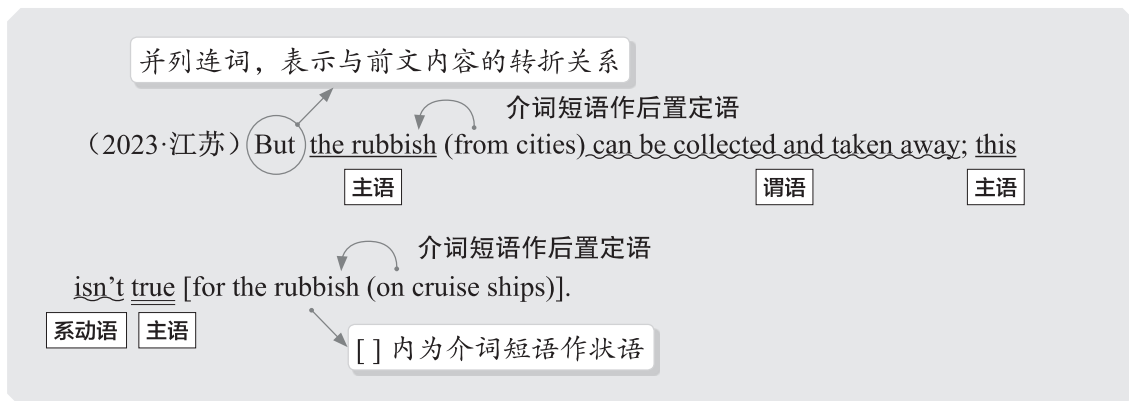 并列连词，表示与前文内容的转折关系
介词短语作后置定语
（2023·江苏）But the rubbish (from cities) can be collected and taken away; this
主语 谓语 主语
介词短语作后置定语
isn’t true [for the rubbish (on cruise ships)].
系动语 主语
[ ] 内为介词短语作状语